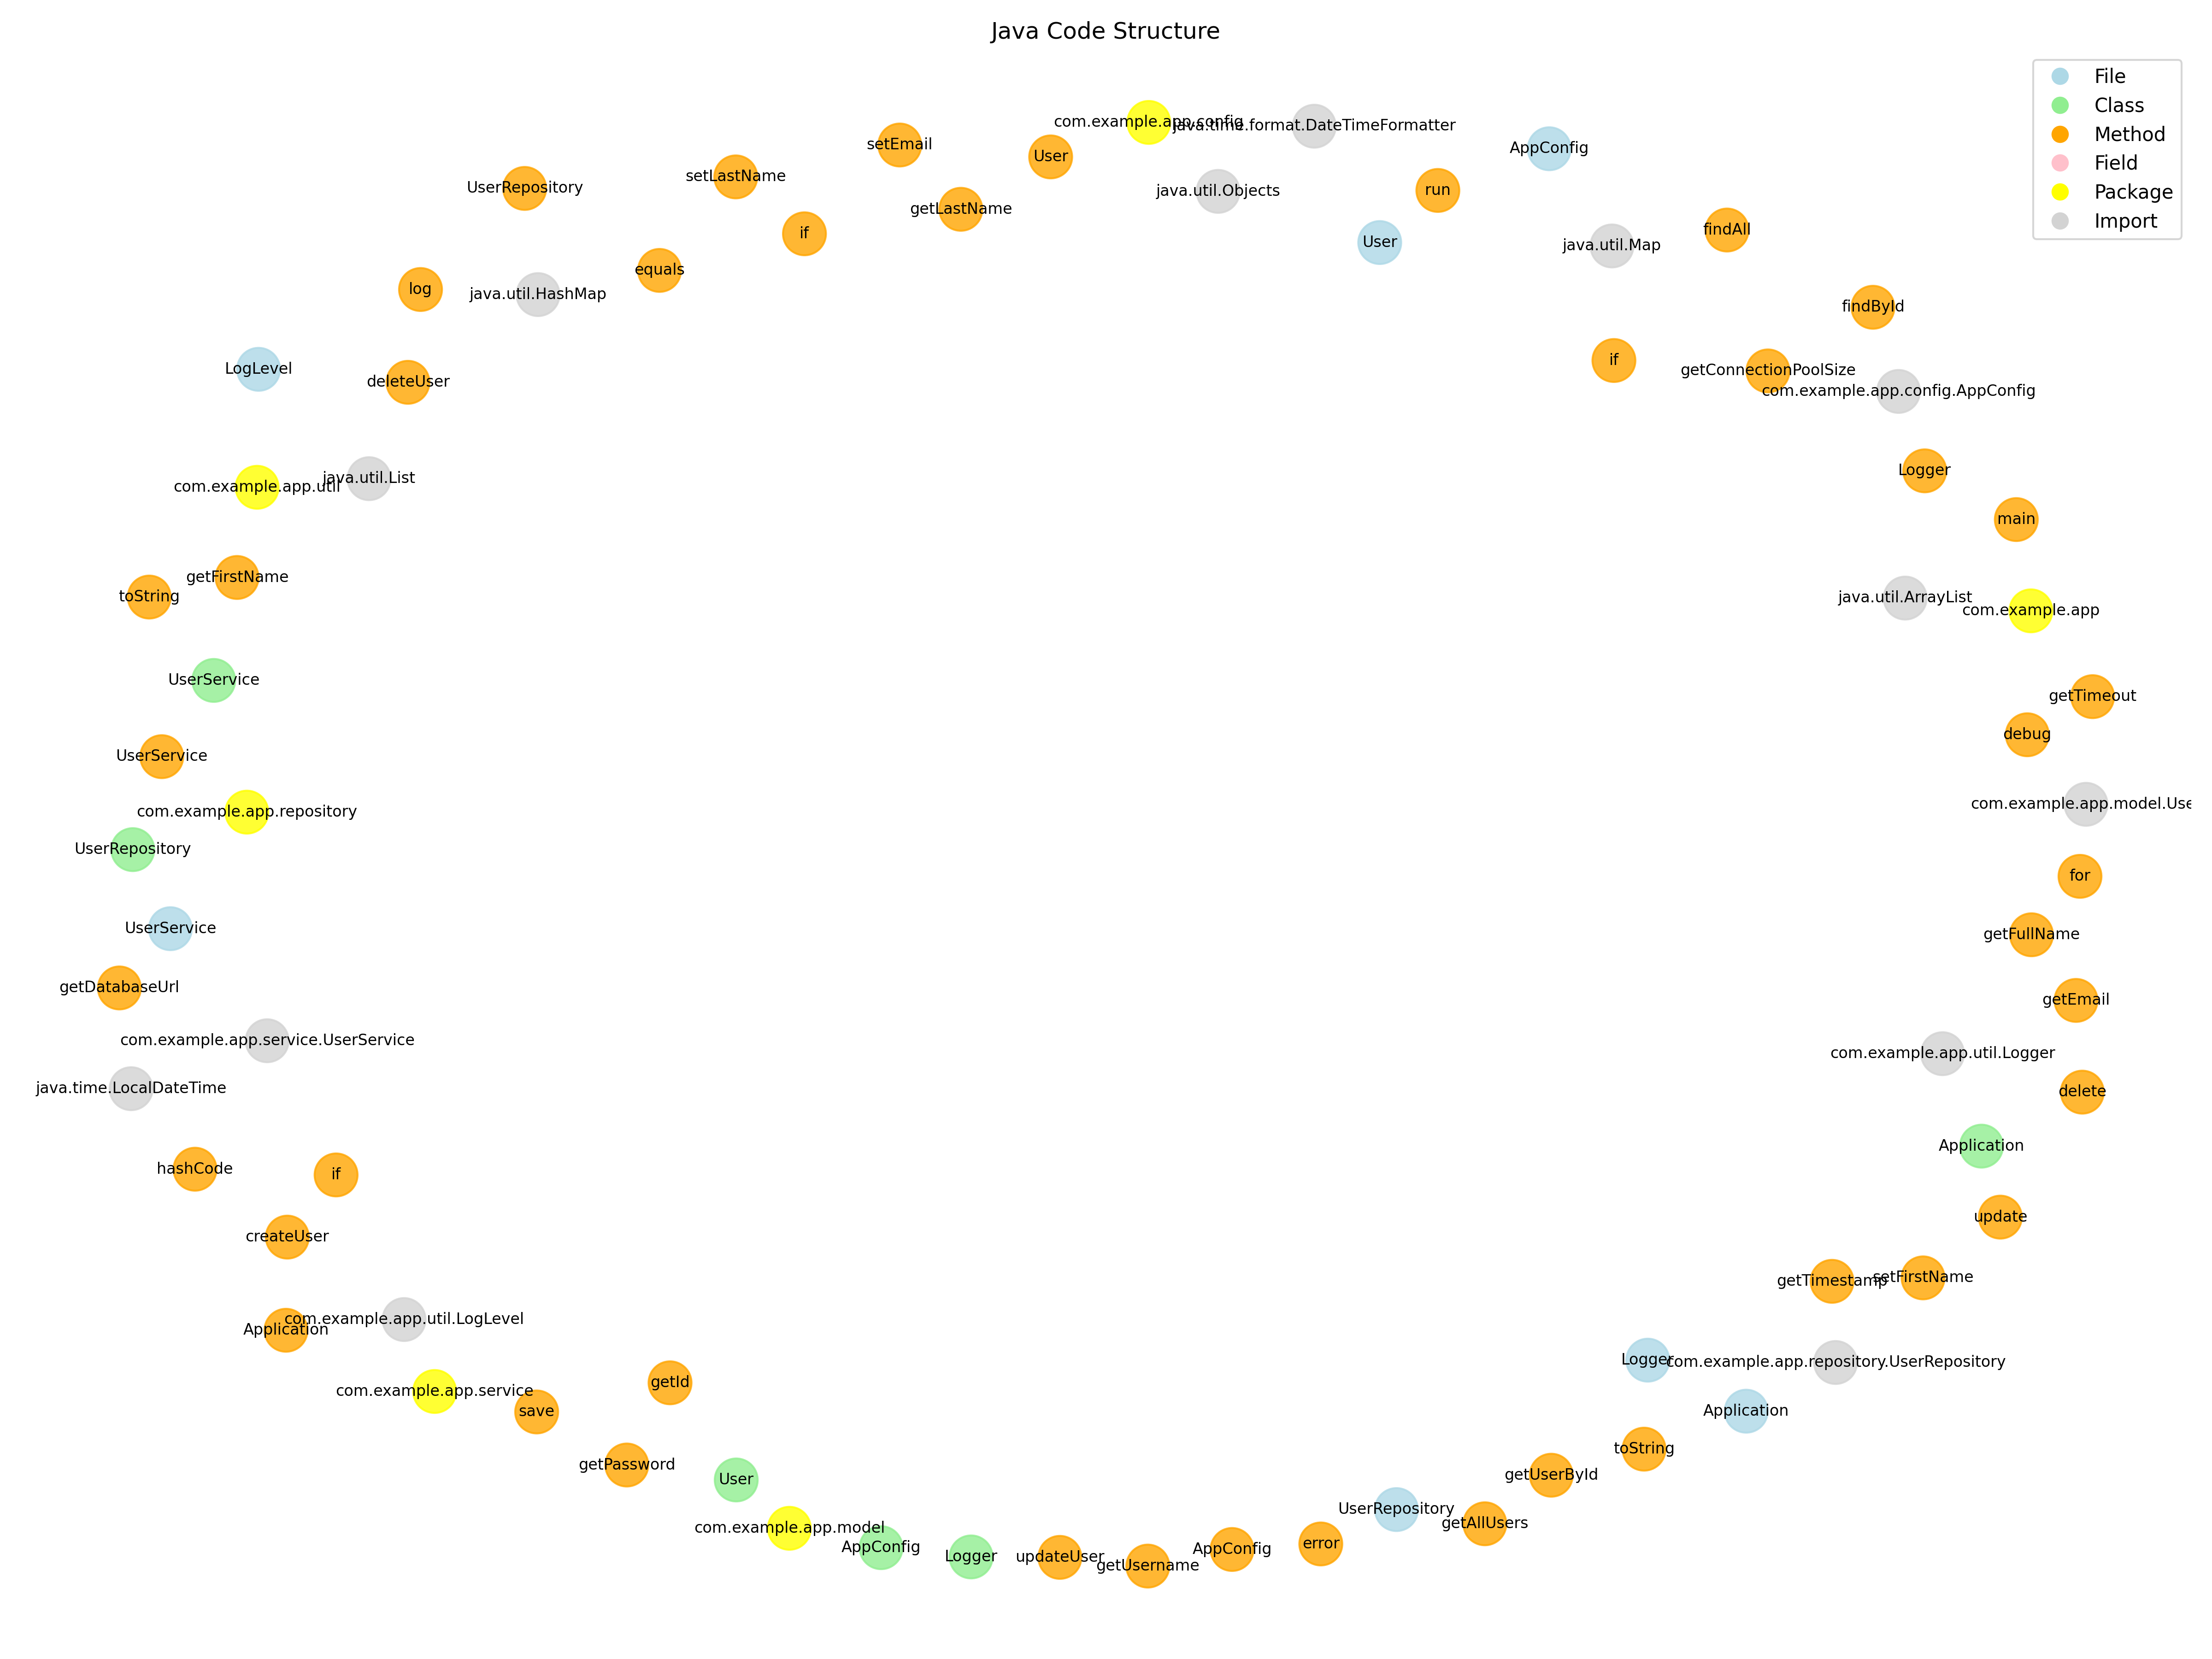 Java Code Structure
File
Class
Method
Field
Package
Import
com.example.app.config
java.time.format.DateTimeFormatter
setEmail
AppConfig
User
setLastName
UserRepository
run
java.util.Objects
getLastName
findAll
if
User
java.util.Map
equals
log
java.util.HashMap
findById
if
LogLevel
getConnectionPoolSize
deleteUser
com.example.app.config.AppConfig
Logger
java.util.List
com.example.app.util
main
getFirstName
toString
java.util.ArrayList
com.example.app
UserService
getTimeout
debug
UserService
com.example.app.model.Use
com.example.app.repository
UserRepository
for
UserService
getFullName
getDatabaseUrl
getEmail
com.example.app.service.UserService
com.example.app.util.Logger
java.time.LocalDateTime
delete
Application
hashCode
if
update
createUser
setFirstName
getTimestamp
com.example.app.util.LogLevel
Application
Logger
com.example.app.repository.UserRepository
getId
com.example.app.service
save
Application
toString
getPassword
getUserById
User
UserRepository
getAllUsers
com.example.app.model
error
AppConfig
AppConfig
Logger
updateUser
getUsername